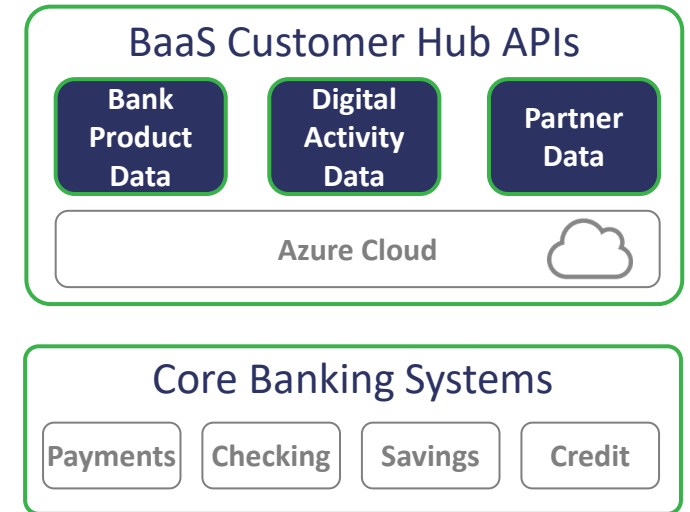 BaaS Customer Hub APIs
Bank
Product
Data
Digital
Activity
Data
Partner
Data
Azure Cloud
Core Banking Systems
Payments
Checking
Savings
Credit